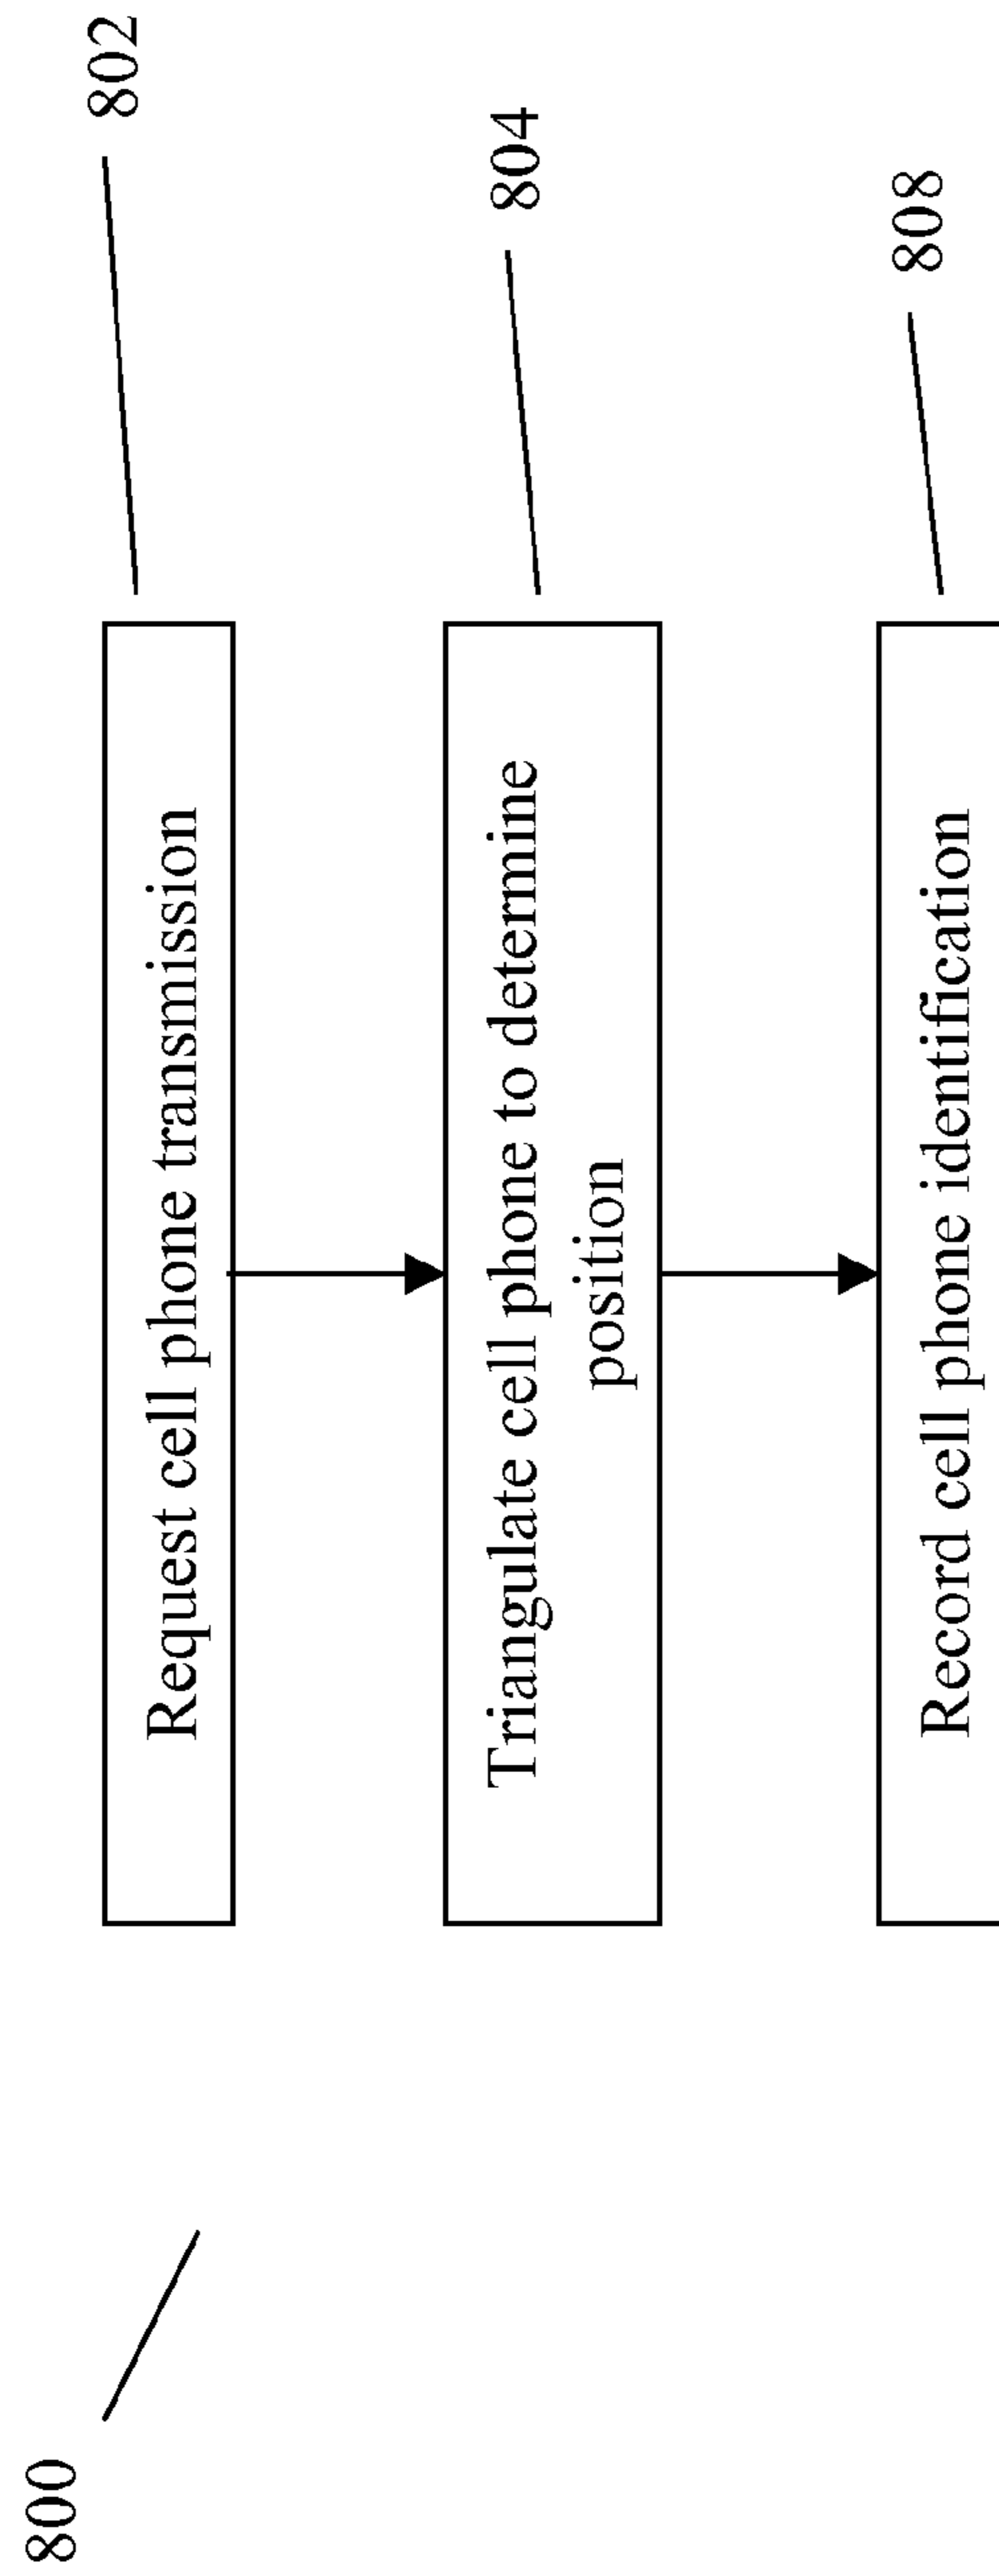 800
802
Request cell phone transmission
804
Triangulate cell phone to determine
position
808
Record cell phone identification